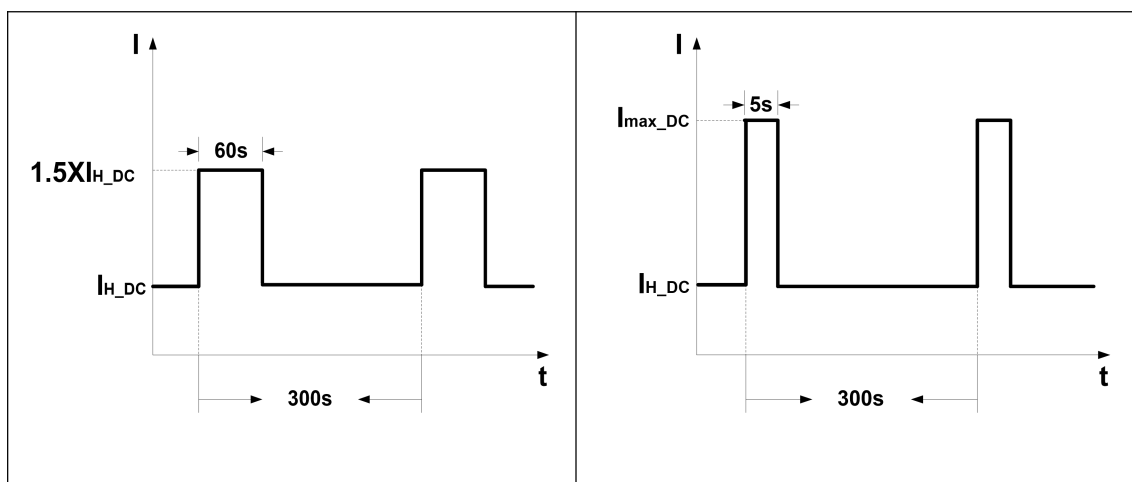 I
60s
1.5XIH_DC
IH_DC
t
300s
I
5s
Imax_DC
IH_DC
t
300s